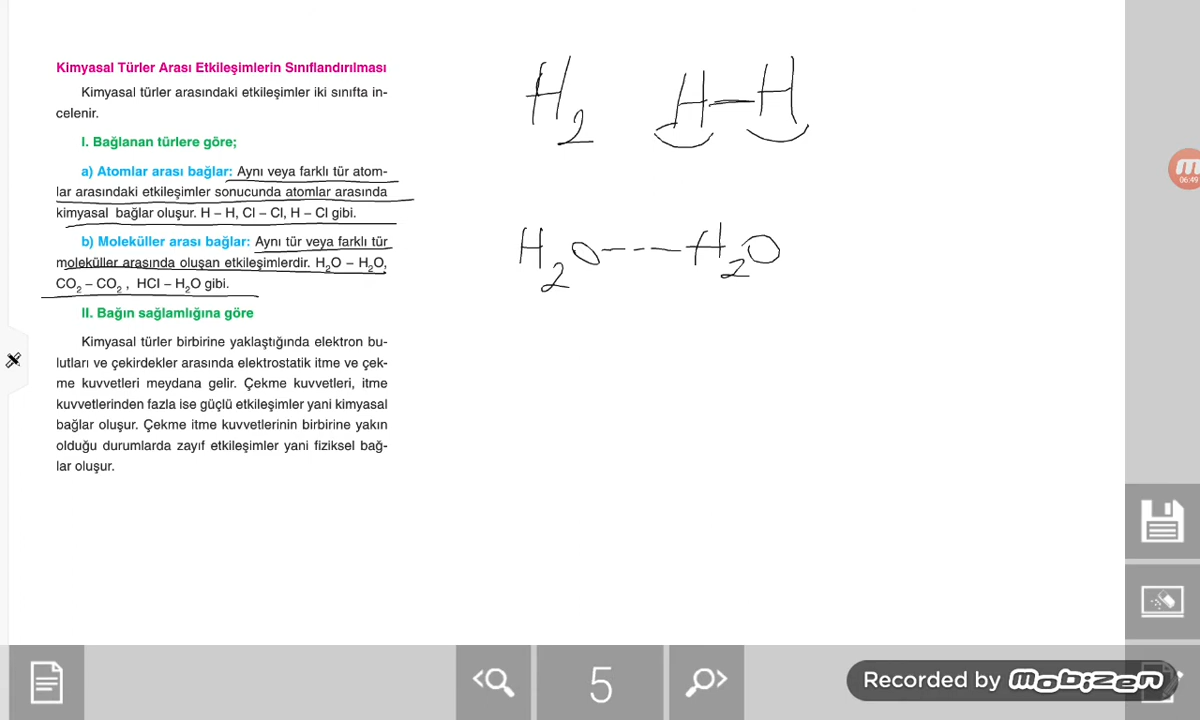 Kimyasal Türler Arası Etkileşimlerin Sınıflandırılması
Kimyasal türler arasındaki etkileşimler iki sınıfta in-
celenir.
I. Bağlanan türlere göre;
a) Atomlar arası bağlar: Aynı veya farklı tür atom-
lar arasındaki etkileşimler sonucunda atomlar arasında
kimyasal bağlar oluşur. H – H, Cl – Cl, H – Cl gibi.
b) Moleküller arası bağlar: Aynı tür veya farklı tür
moleküller arasında oluşan etkileşimlerdir. H₂O – H₂O,
CO₂ – CO₂ , HCl – H₂O gibi.
II. Bağın sağlamlığına göre
Kimyasal türler birbirine yaklaştığında elektron bu-
lutları ve çekirdekler arasında elektrostatik itme ve çek-
me kuvvetleri meydana gelir. Çekme kuvvetleri, itme
kuvvetlerinden fazla ise güçlü etkileşimler yani kimyasal
bağlar oluşur. Çekme itme kuvvetlerinin birbirine yakın
olduğu durumlarda zayıf etkileşimler yani fiziksel bağ-
lar oluşur.
H₂ H–H
H₂O---H₂O
06:49
5
Recorded by mobizen